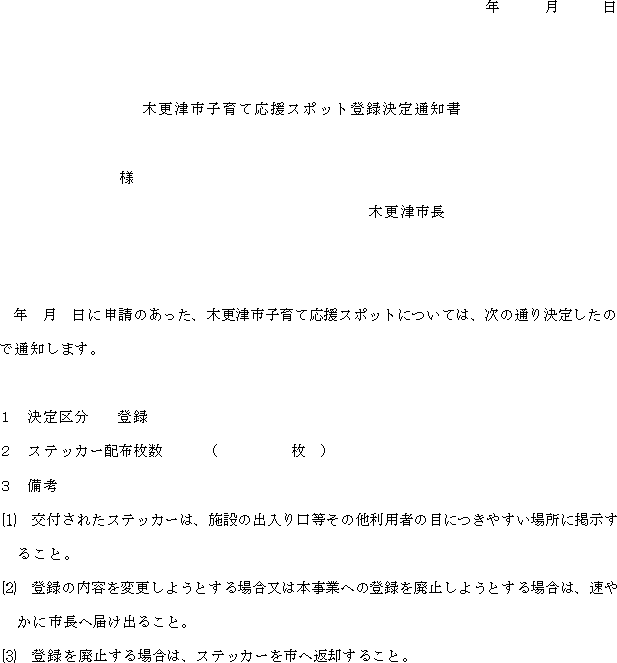 年　　月　　日
木更津市子育て応援スポット登録決定通知書
様
木更津市長
年　月　日に申請のあった、木更津市子育て応援スポットについては、次の通り決定したの
で通知します。
１　決定区分　　登録
２　ステッカー配布枚数　　　（　　　　　枚　）
３　備考
⑴　交付されたステッカーは、施設の出入り口等その他利用者の目につきやすい場所に掲示す
ること。
⑵　登録の内容を変更しようとする場合又は本事業への登録を廃止しようとする場合は、速や
かに市長へ届け出ること。
⑶　登録を廃止する場合は、ステッカーを市へ返却すること。